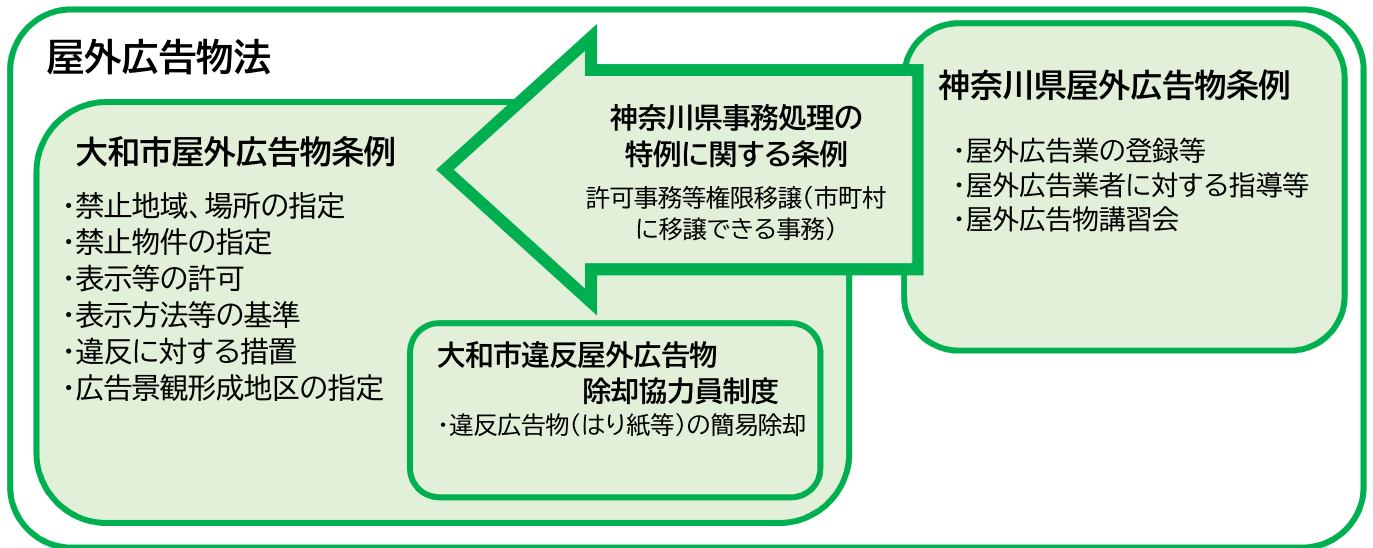 屋外広告物法
大和市屋外広告物条例
・禁止地域、場所の指定
・禁止物件の指定
・表示等の許可
・表示方法等の基準
・違反に対する措置
・広告景観形成地区の指定
神奈川県事務処理の
特例に関する条例
許可事務等権限移譲（市町村
に移譲できる事務）
大和市違反屋外広告物
除却協力員制度
・違反広告物（はり紙等）の簡易除却
神奈川県屋外広告物条例
・屋外広告業の登録等
・屋外広告業者に対する指導等
・屋外広告物講習会